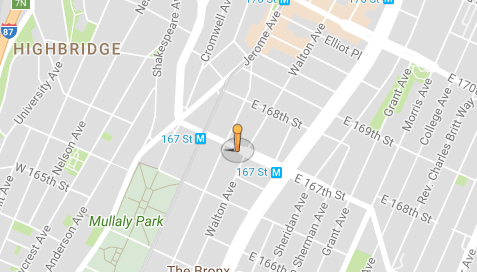 7N
170 St M
170 St M
87
HIGHBRIDGE
Shakespeare Ave
Cromwell Ave
Jerome Ave
Walton Ave
Elliot Pl
University Ave
E 168th St
E 170
Grant Ave
Morris Ave
College Ave
Rev. Charles Britt Way
E 169th St
167 St M
Nelson Ave
W 165th St
167 St M
E 167th St
E 168th St
Walton Ave
Mullaly Park
Anderson Ave
Sheridan Ave
Sherman Ave
Grant Ave
E 166th St
The Bronx